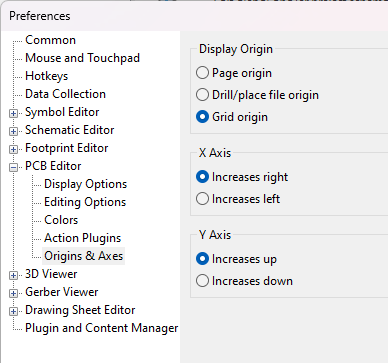 Preferences
Common
Mouse and Touchpad
Hotkeys
Data Collection
Symbol Editor
Schematic Editor
Footprint Editor
PCB Editor
Display Options
Editing Options
Colors
Action Plugins
Origins & Axes
3D Viewer
Gerber Viewer
Drawing Sheet Editor
Plugin and Content Manager
Display Origin
Page origin
Drill/place file origin
Grid origin
X Axis
Increases right
Increases left
Y Axis
Increases up
Increases down